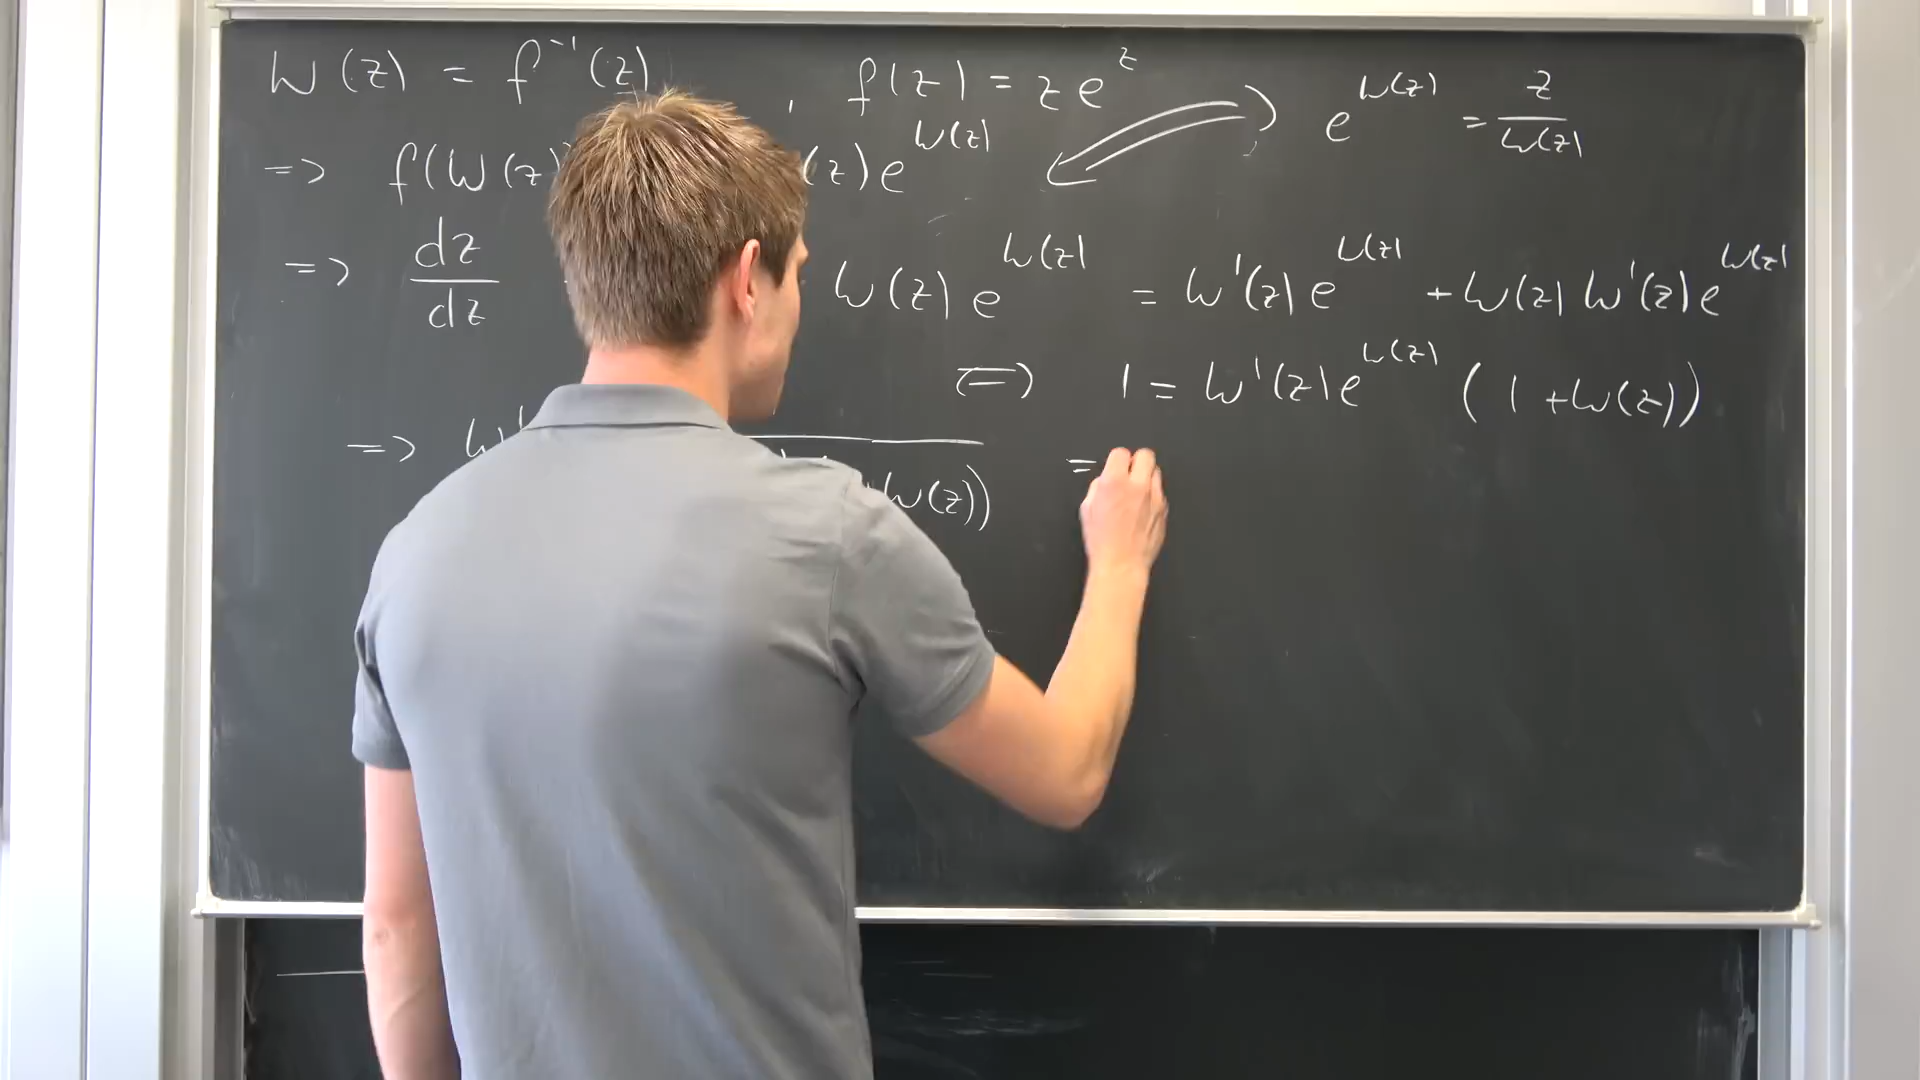 W(z) = f⁻¹(z) , f(z) = z e^z
e^W(z) = z / W(z)
=> f(W(z) (z) e^W(z)
=> dz/dz W(z) e^W(z) = W'(z) e^W(z) + W(z) W'(z) e^W(z)
<=> 1 = W'(z) e^W(z) (1 + W(z))
=> W' W(z)) =